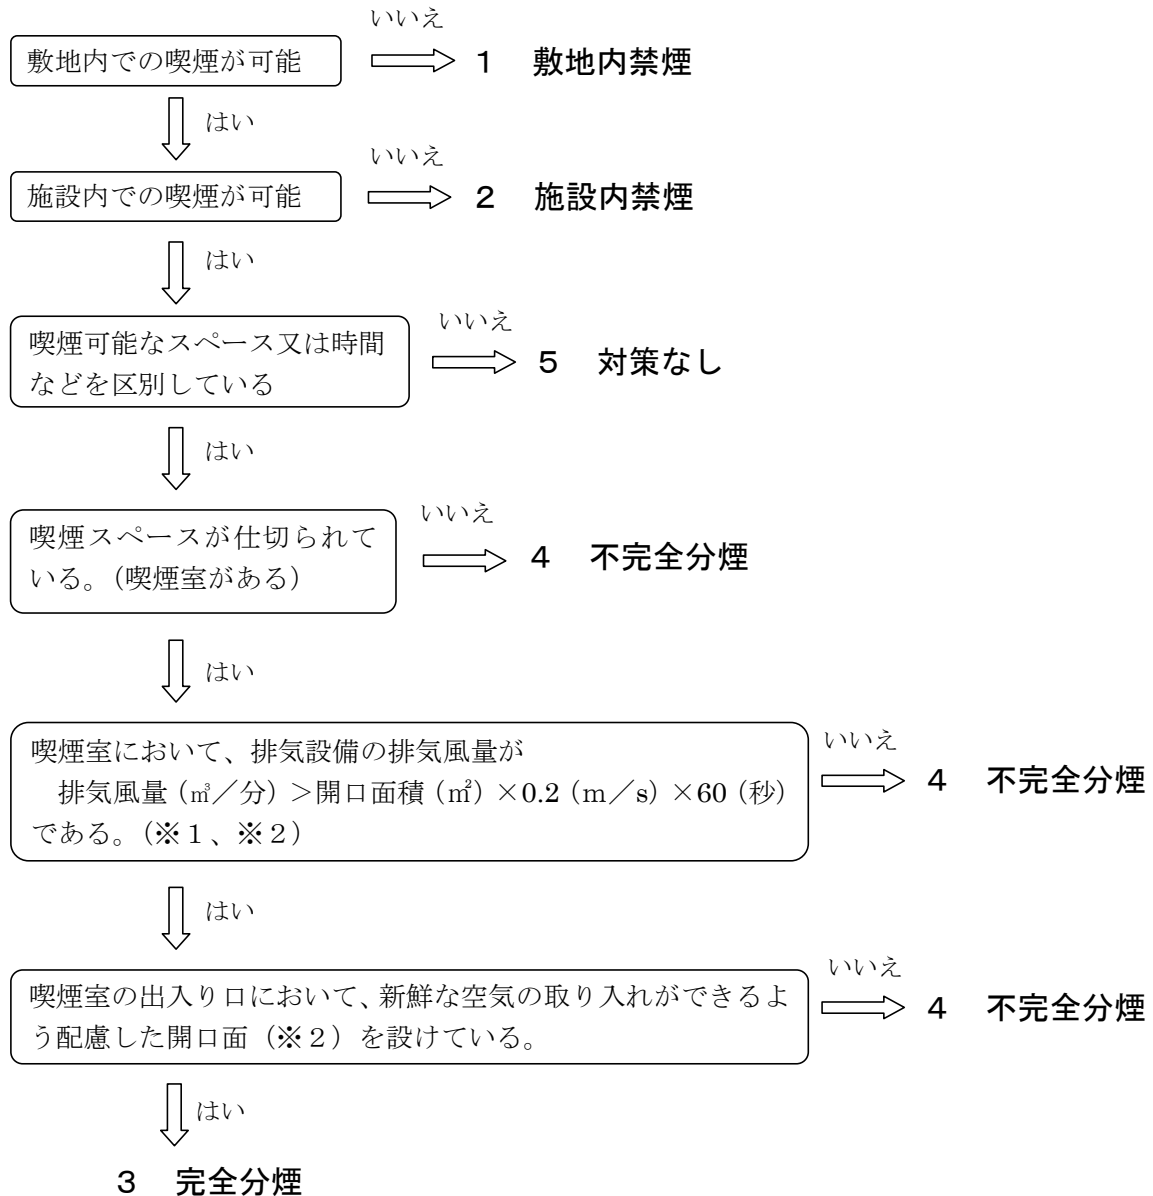 いいえ
敷地内での喫煙が可能
1 敷地内禁煙
はい
いいえ
施設内での喫煙が可能
2 施設内禁煙
はい
いいえ
喫煙可能なスペース又は時間
などを区別している
5 対策なし
はい
いいえ
喫煙スペースが仕切られて
いる。(喫煙室がある)
4 不完全分煙
はい
いいえ
喫煙室において、排気設備の排気風量が
排気風量(㎥/分)>開口面積(㎡)×0.2(m/s)×60(秒)
である。(※1、※2)
4 不完全分煙
はい
いいえ
喫煙室の出入り口において、新鮮な空気の取り入れができるよ
う配慮した開口面(※2)を設けている。
4 不完全分煙
はい
3 完全分煙